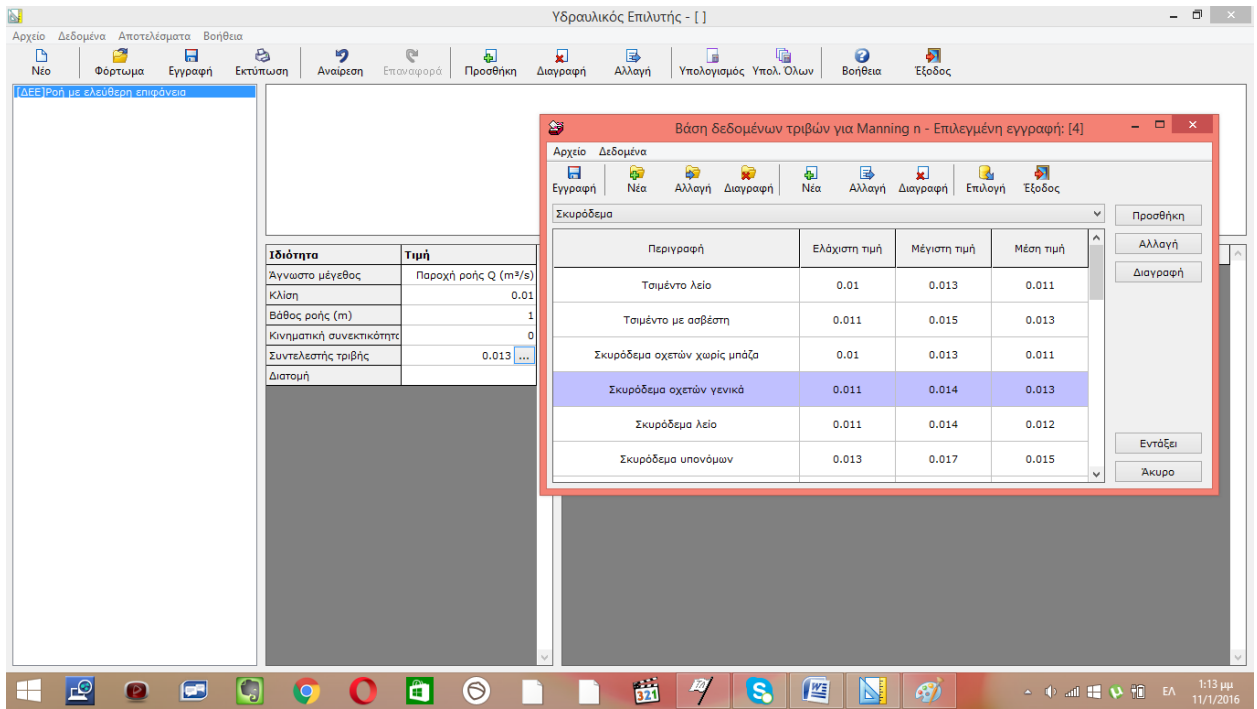 Υδραυλικός Επιλυτής - [ ]
Αρχείο Δεδομένα Αποτελέσματα Βοήθεια
Νέο Φόρτωμα Εγγραφή Εκτύπωση Αναίρεση Επαναφορά Προσθήκη Διαγραφή Αλλαγή Υπολογισμός Υπολ. Όλων Βοήθεια Έξοδος
[ΔΕΕ]Ροή με ελεύθερη επιφάνεια
Βάση δεδομένων τριβών για Manning n - Επιλεγμένη εγγραφή: [4]
Αρχείο Δεδομένα
Εγγραφή Νέα Αλλαγή Διαγραφή Νέα Αλλαγή Διαγραφή Επιλογή Έξοδος
Σκυρόδεμα
Περιγραφή Ελάχιστη τιμή Μέγιστη τιμή Μέση τιμή
Τσιμέντο λείο 0.01 0.013 0.011
Τσιμέντο με ασβέστη 0.011 0.015 0.013
Σκυρόδεμα οχετών χωρίς μπάζα 0.01 0.013 0.011
Σκυρόδεμα οχετών γενικά 0.011 0.014 0.013
Σκυρόδεμα λείο 0.011 0.014 0.012
Σκυρόδεμα υπονόμων 0.013 0.017 0.015
Προσθήκη
Αλλαγή
Διαγραφή
Εντάξει
Άκυρο
Ιδιότητα Τιμή
Άγνωστο μέγεθος Παροχή ροής Q (m³/s)
Κλίση 0.01
Βάθος ροής (m) 1
Κινηματική συνεκτικότητα 0
Συντελεστής τριβής 0.013 ...
Διατομή
321
ΕΛ
1:13 μμ
11/1/2016